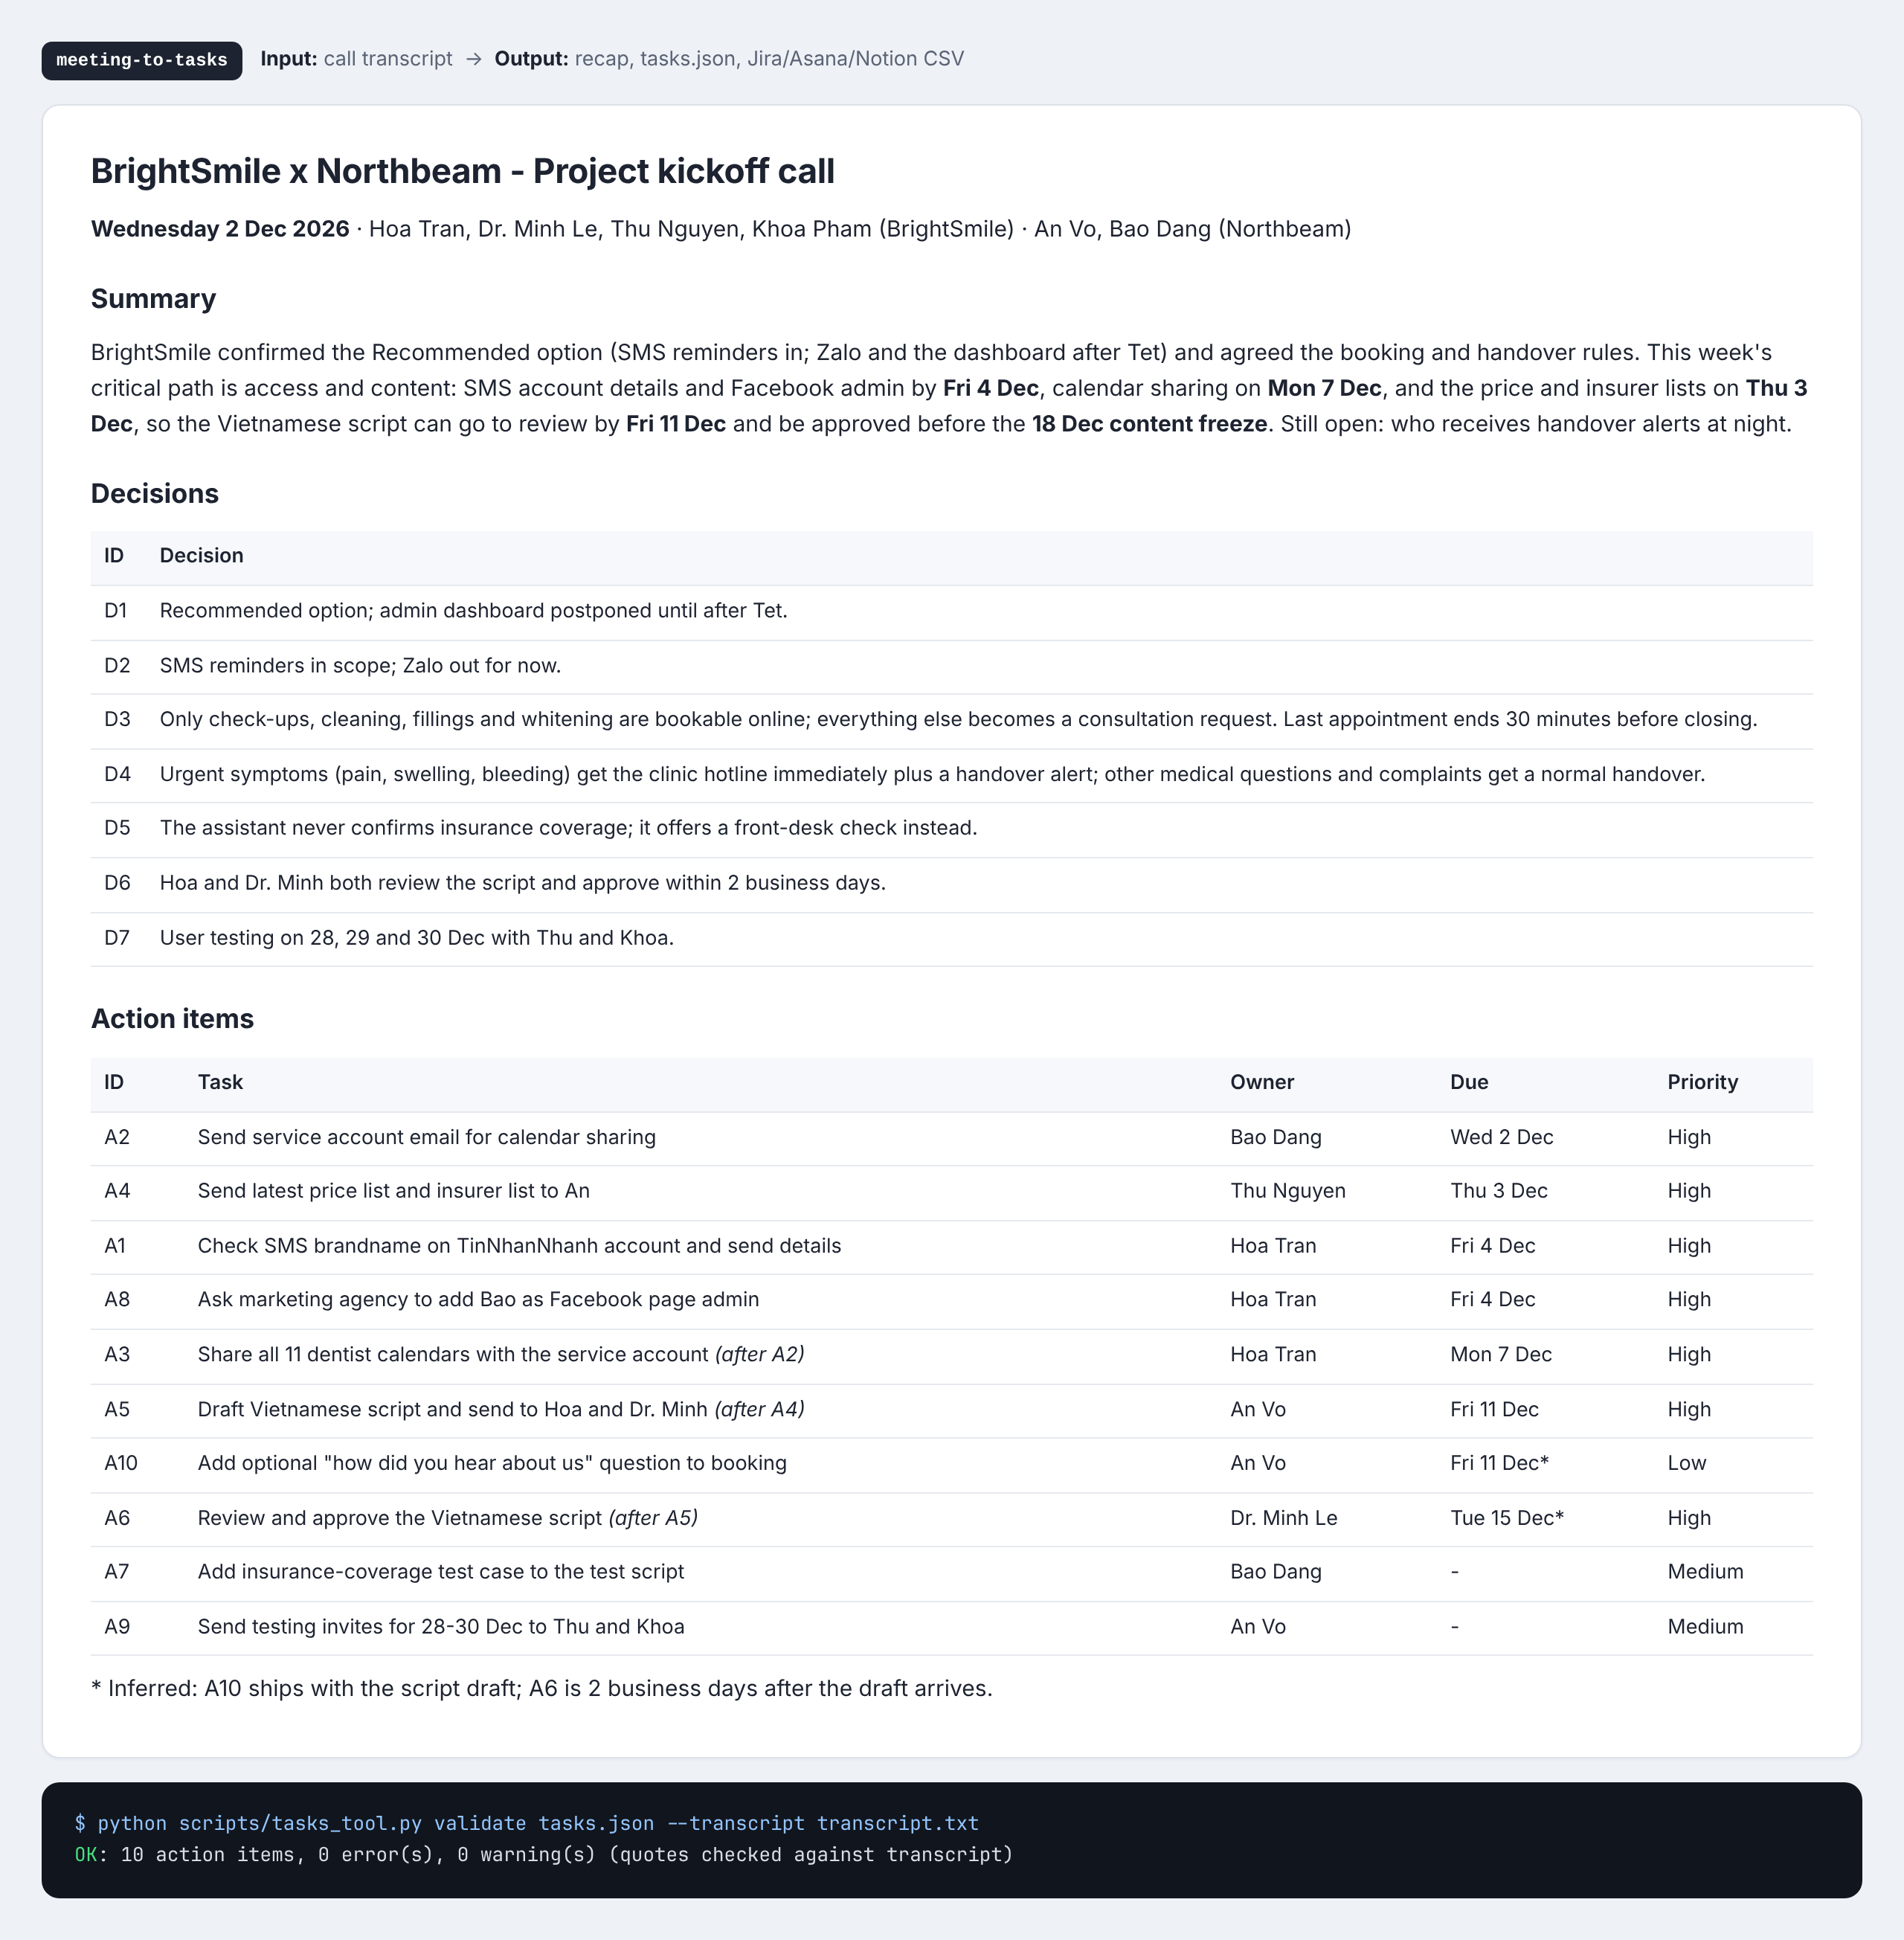 meeting-to-tasks Input: call transcript → Output: recap, tasks.json, Jira/Asana/Notion CSV
BrightSmile x Northbeam - Project kickoff call
Wednesday 2 Dec 2026 · Hoa Tran, Dr. Minh Le, Thu Nguyen, Khoa Pham (BrightSmile) · An Vo, Bao Dang (Northbeam)
Summary
BrightSmile confirmed the Recommended option (SMS reminders in; Zalo and the dashboard after Tet) and agreed the booking and handover rules. This week's
critical path is access and content: SMS account details and Facebook admin by Fri 4 Dec, calendar sharing on Mon 7 Dec, and the price and insurer lists on Thu 3
Dec, so the Vietnamese script can go to review by Fri 11 Dec and be approved before the 18 Dec content freeze. Still open: who receives handover alerts at night.
Decisions
ID Decision
D1 Recommended option; admin dashboard postponed until after Tet.
D2 SMS reminders in scope; Zalo out for now.
D3 Only check-ups, cleaning, fillings and whitening are bookable online; everything else becomes a consultation request. Last appointment ends 30 minutes before closing.
D4 Urgent symptoms (pain, swelling, bleeding) get the clinic hotline immediately plus a handover alert; other medical questions and complaints get a normal handover.
D5 The assistant never confirms insurance coverage; it offers a front-desk check instead.
D6 Hoa and Dr. Minh both review the script and approve within 2 business days.
D7 User testing on 28, 29 and 30 Dec with Thu and Khoa.
Action items
ID Task Owner Due Priority
A2 Send service account email for calendar sharing Bao Dang Wed 2 Dec High
A4 Send latest price list and insurer list to An Thu Nguyen Thu 3 Dec High
A1 Check SMS brandname on TinNhanNhanh account and send details Hoa Tran Fri 4 Dec High
A8 Ask marketing agency to add Bao as Facebook page admin Hoa Tran Fri 4 Dec High
A3 Share all 11 dentist calendars with the service account (after A2) Hoa Tran Mon 7 Dec High
A5 Draft Vietnamese script and send to Hoa and Dr. Minh (after A4) An Vo Fri 11 Dec High
A10 Add optional "how did you hear about us" question to booking An Vo Fri 11 Dec* Low
A6 Review and approve the Vietnamese script (after A5) Dr. Minh Le Tue 15 Dec* High
A7 Add insurance-coverage test case to the test script Bao Dang - Medium
A9 Send testing invites for 28-30 Dec to Thu and Khoa An Vo - Medium
* Inferred: A10 ships with the script draft; A6 is 2 business days after the draft arrives.
$ python scripts/tasks_tool.py validate tasks.json --transcript transcript.txt
OK: 10 action items, 0 error(s), 0 warning(s) (quotes checked against transcript)